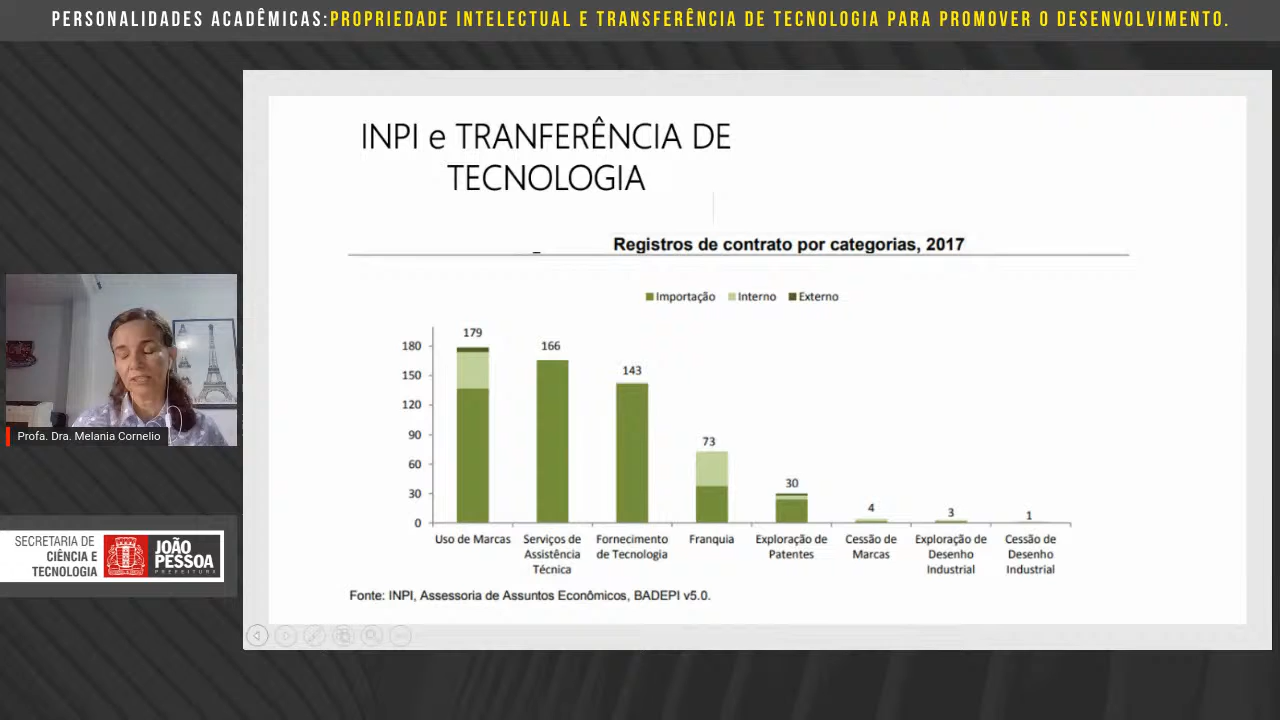 PERSONALIDADES ACADÊMICAS:PROPRIEDADE INTELECTUAL E TRANSFERÊNCIA DE TECNOLOGIA PARA PROMOVER O DESENVOLVIMENTO.
INPI e TRANFERÊNCIA DE
TECNOLOGIA
Registros de contrato por categorias, 2017
Importação Interno Externo
179
166
143
73
30
4
3
1
180
150
120
90
60
30
0
Uso de Marcas
Serviços de
Assistência
Técnica
Fornecimento
de Tecnologia
Franquia
Exploração de
Patentes
Cessão de
Marcas
Exploração de
Desenho
Industrial
Cessão de
Desenho
Industrial
Fonte: INPI, Assessoria de Assuntos Econômicos, BADEPI v5.0.
Profa. Dra. Melania Cornelio
SECRETARIA DE
CIÊNCIA E
TECNOLOGIA
JOÃO
PESSOA
PREFEITURA